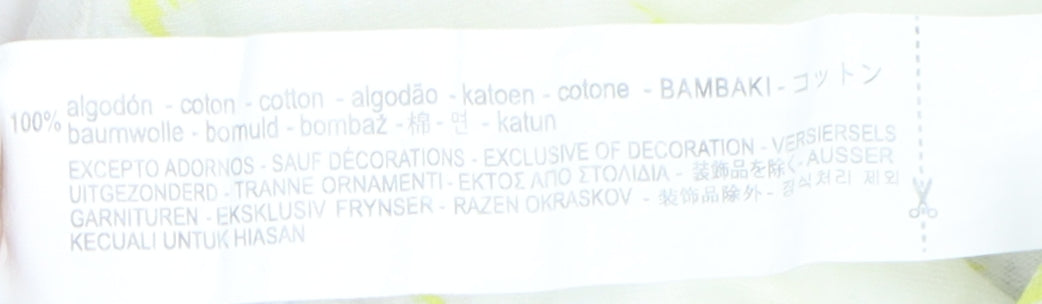 100% algodón - coton - cotton - algodão - katoen - cotone - BAMBAKI - コットン
baumwolle - bomuld - bombaž - 棉 - 면 - katun
EXCEPTO ADORNOS - SAUF DÉCORATIONS - EXCLUSIVE OF DECORATION - VERSIERSELS
UITGEZONDERD - TRANNE ORNAMENTI - ΕΚΤΟΣ ΑΠΟ ΣΤΟΛΙΔΙΑ - 装飾品を除く- AUSSER
GARNITUREN - EKSKLUSIV FRYNSER - RAZEN OKRASKOV - 装饰品除外 - 장식처리 제외
KECUALI UNTUK HIASAN